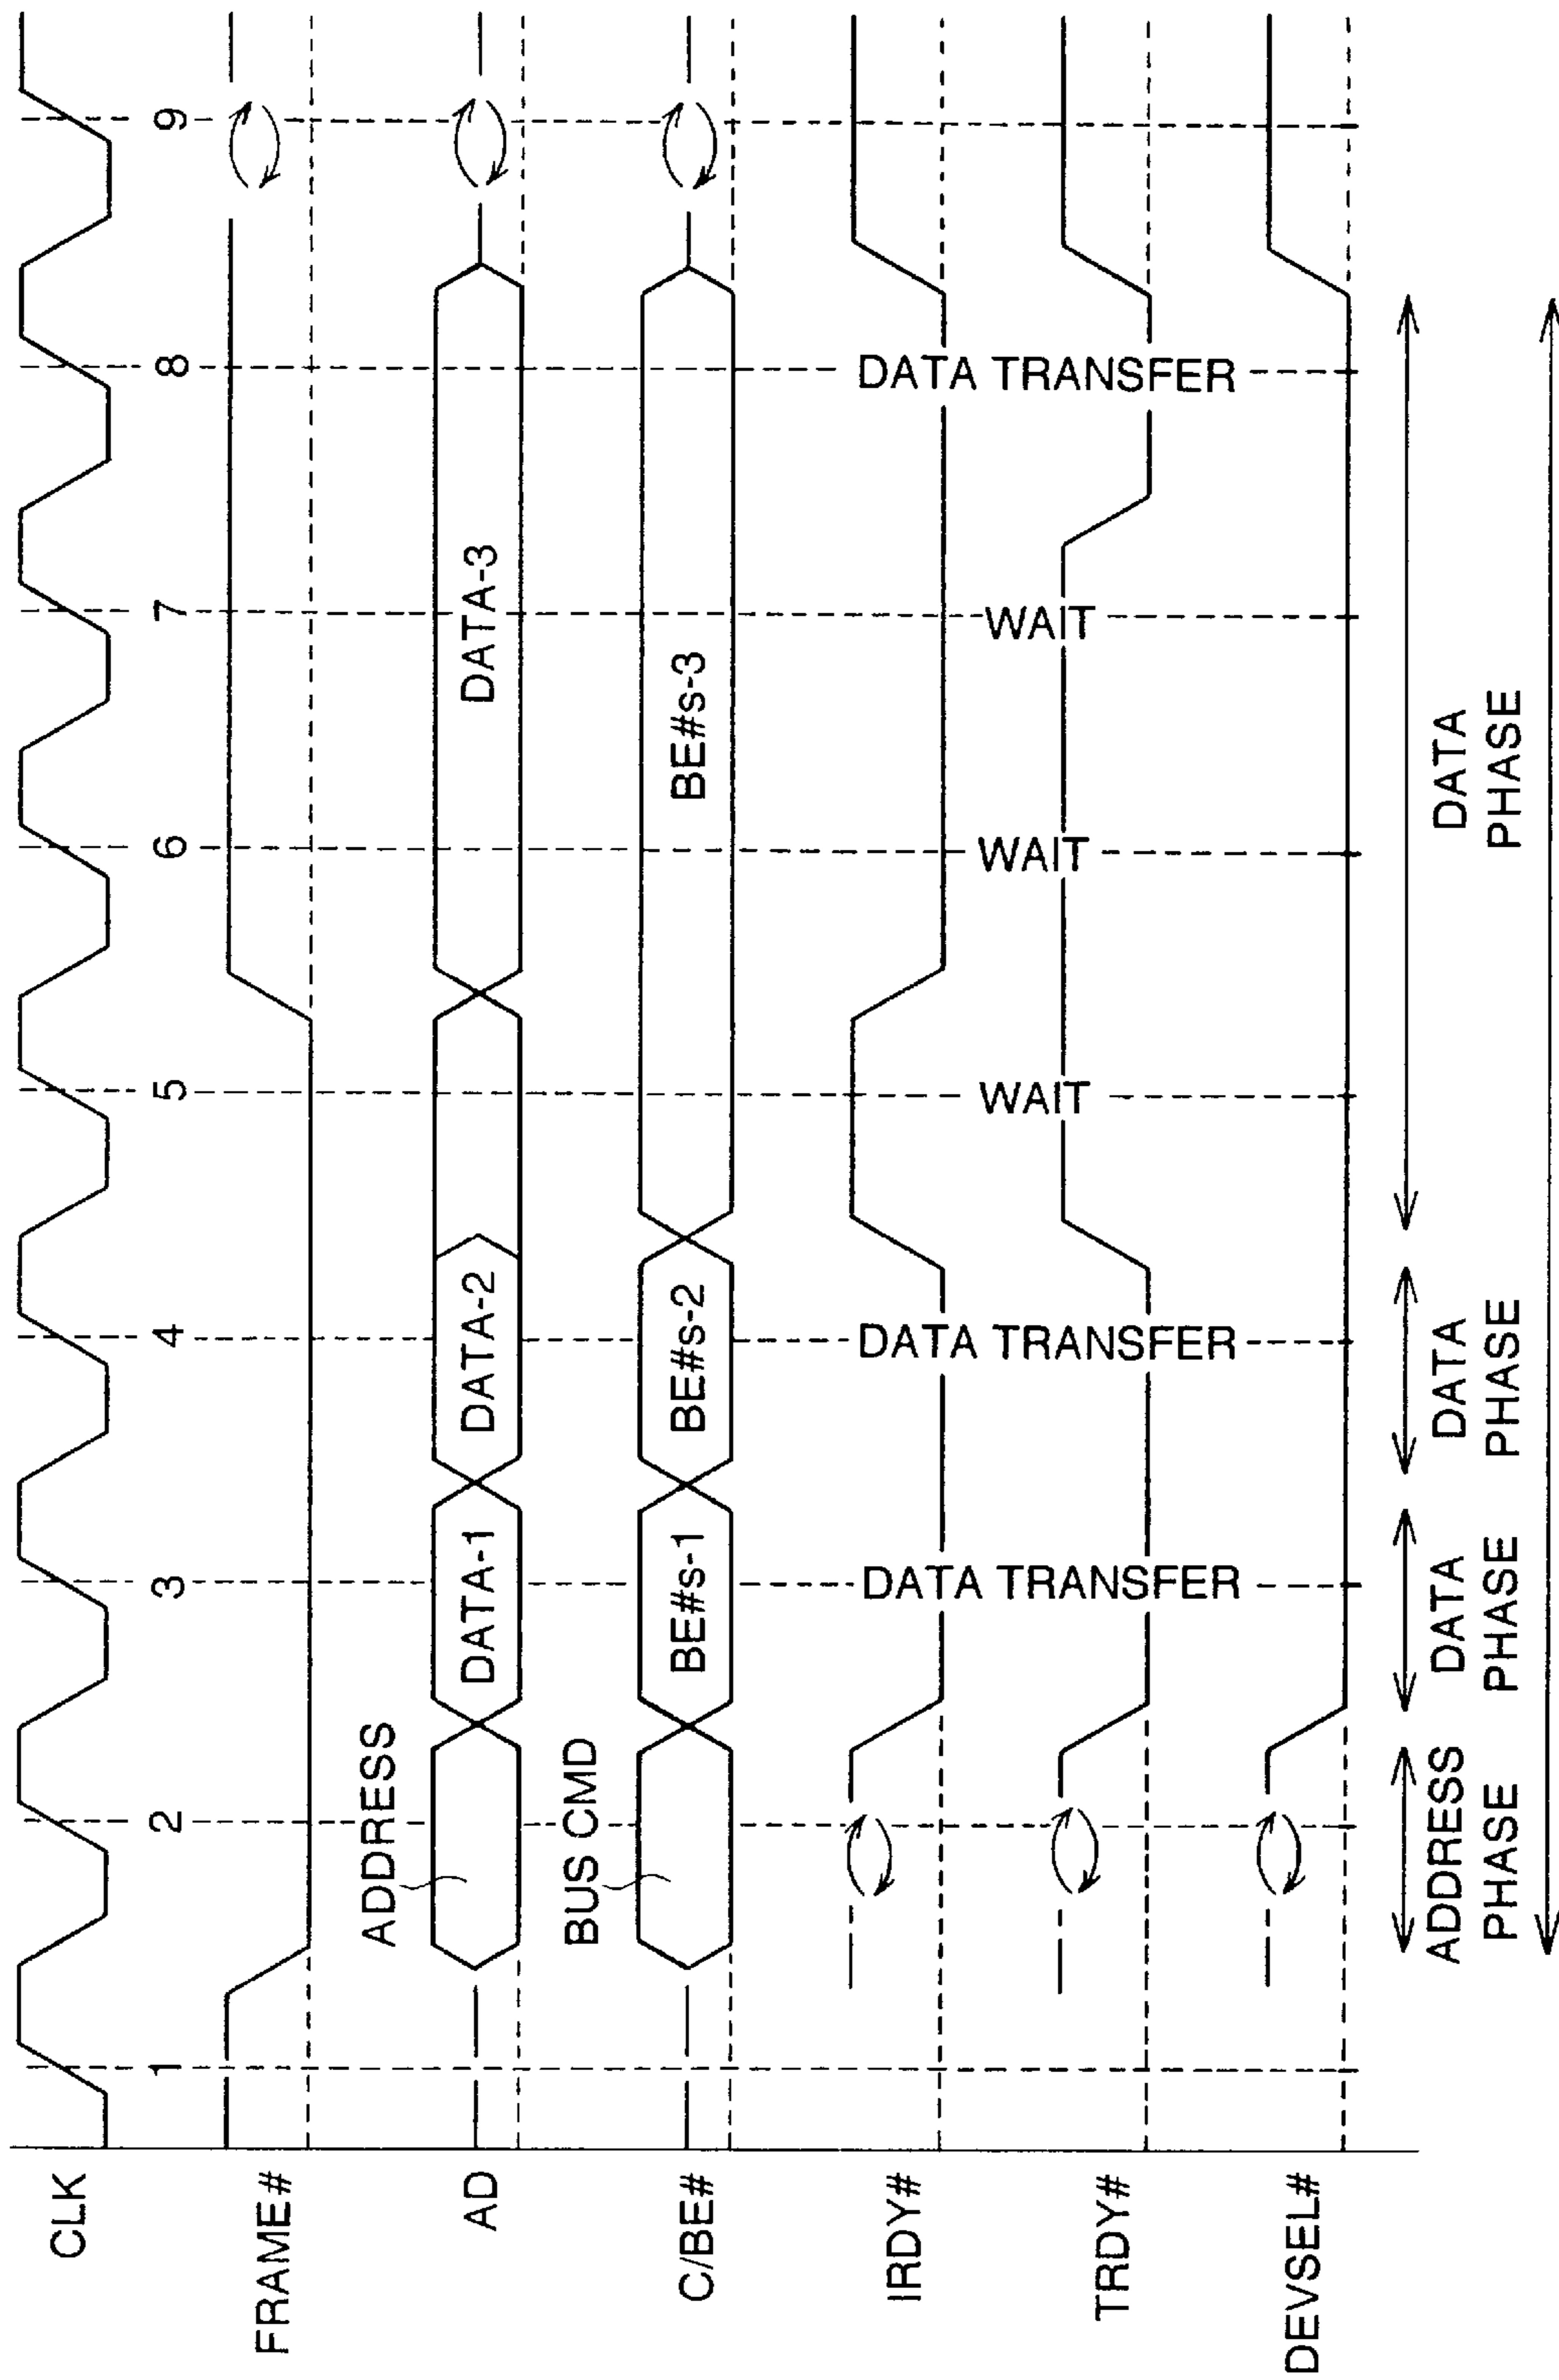 CLK
1 2 3 4 5 6 7 8 9
FRAME#
ADDRESS
AD
DATA-1 DATA-2 DATA-3
BUS CMD
C/BE#
BE#s-1 BE#s-2 BE#s-3
IRDY#
DATA TRANSFER
DATA TRANSFER
WAIT
WAIT
WAIT
DATA TRANSFER
TRDY#
DEVSEL#
ADDRESS
PHASE
DATA
PHASE
DATA
PHASE
DATA
PHASE